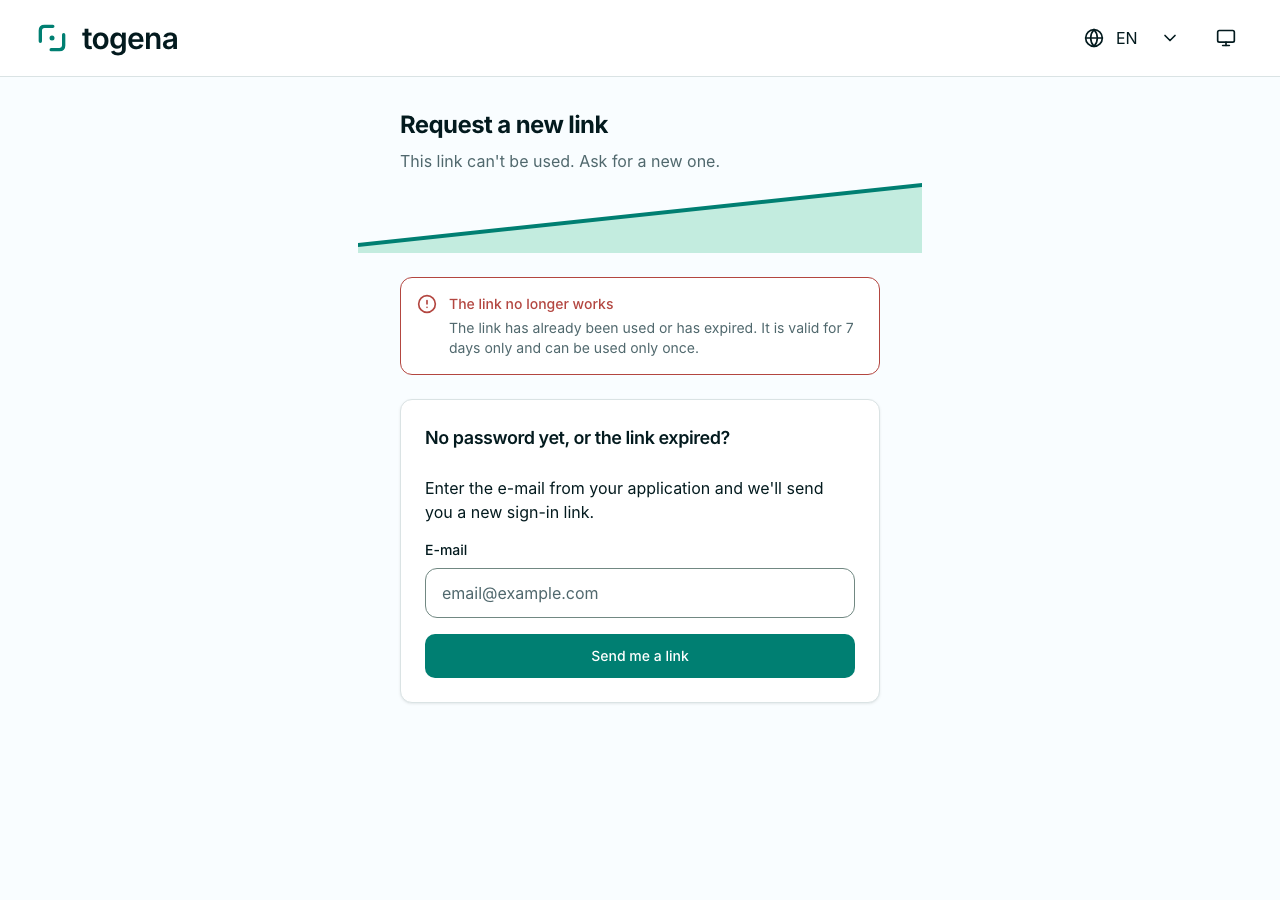 togena
EN
Request a new link
This link can't be used. Ask for a new one.
The link no longer works
The link has already been used or has expired. It is valid for 7
days only and can be used only once.
No password yet, or the link expired?
Enter the e-mail from your application and we'll send
you a new sign-in link.
E-mail
email@example.com
Send me a link